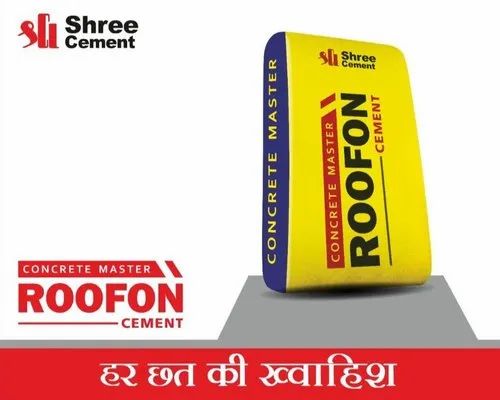 Shree
Cement
Shree
Cement
CONCRETE MASTER
CONCRETE MASTER
ROOFON
CEMENT
CONCRETE MASTER
ROOFON
CEMENT
हर छत की ख्वाहिश